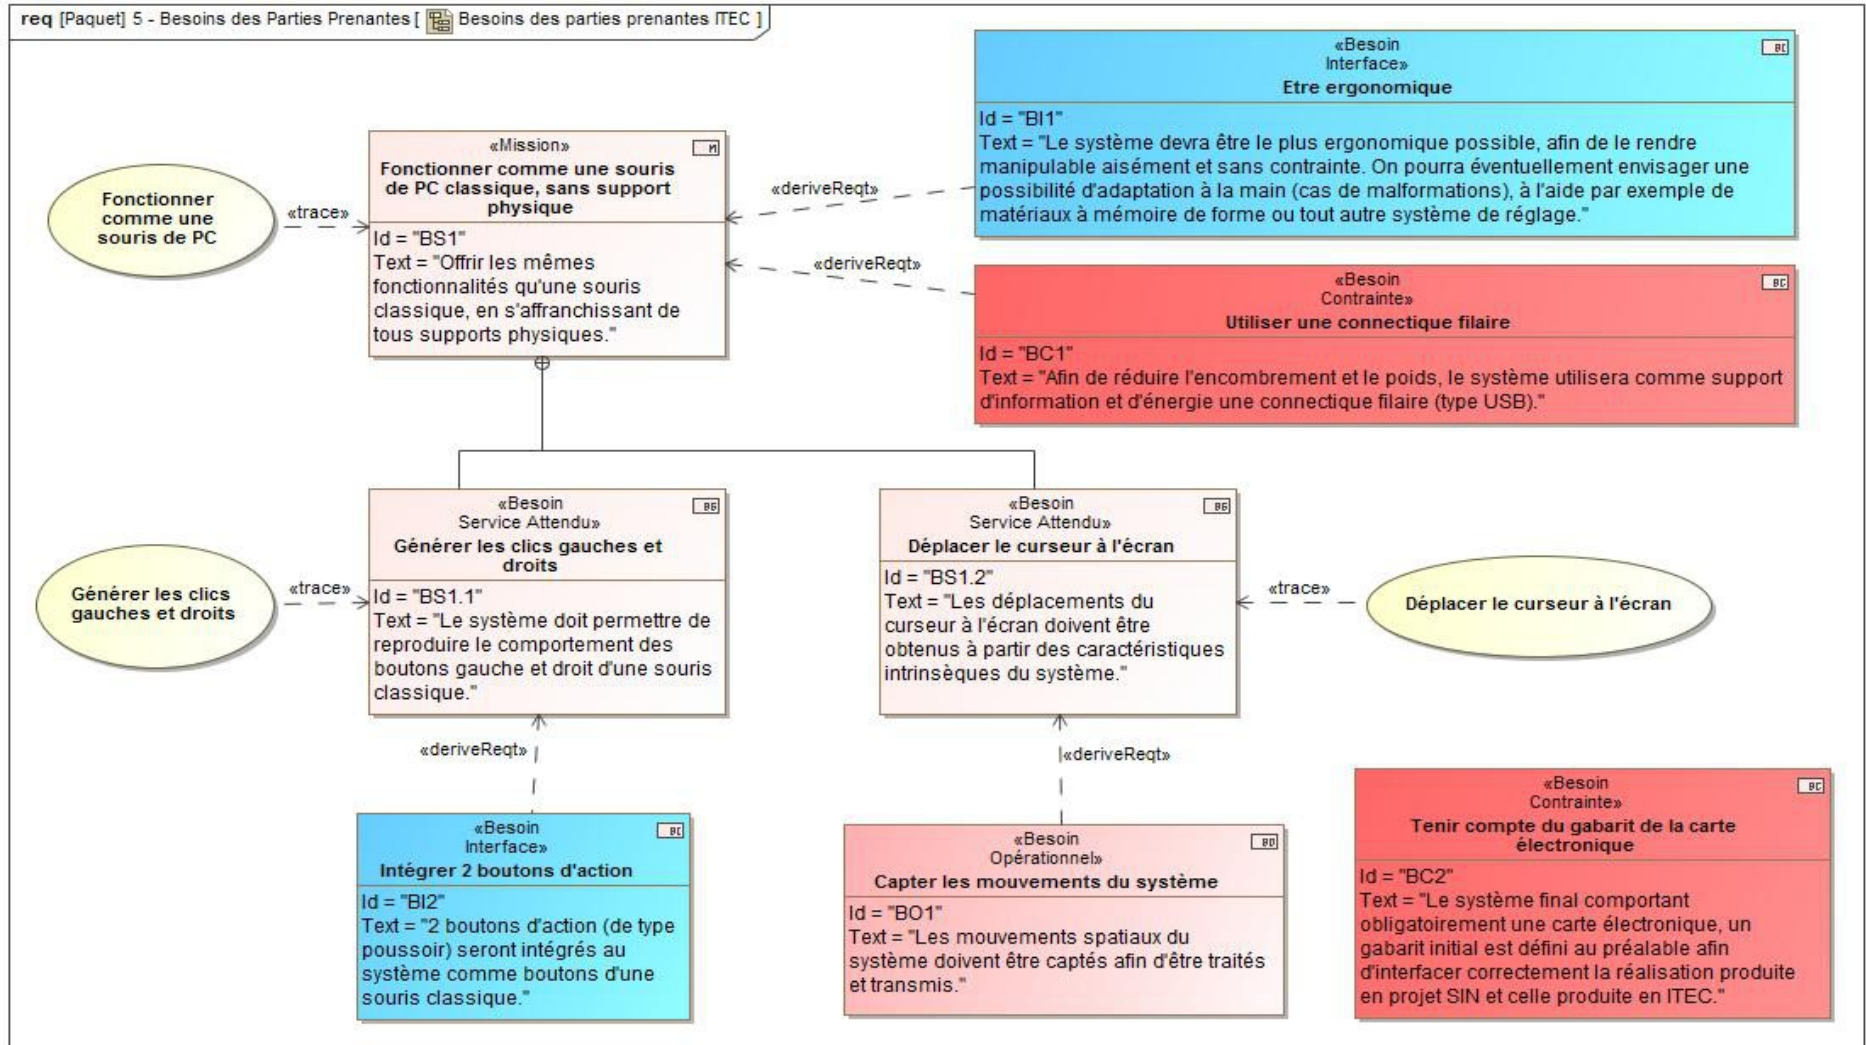 req [Paquet] 5 - Besoins des Parties Prenantes [ Besoins des parties prenantes ITEC ]
«Besoin
Interface»
Etre ergonomique
Id = "BI1"
Text = "Le système devra être le plus ergonomique possible, afin de le rendre
manipulable aisément et sans contrainte. On pourra éventuellement envisager une
possibilité d'adaptation à la main (cas de malformations), à l'aide par exemple de
matériaux à mémoire de forme ou tout autre système de réglage."
«Mission»
M
Fonctionner comme une souris
de PC classique, sans support
physique
Id = "BS1"
Text = "Offrir les mêmes
fonctionnalités qu'une souris
classique, en s'affranchissant de
tous supports physiques."
Fonctionner
comme une
souris de PC
«trace»
«deriveReqt»
«deriveReqt»
«Besoin
Contrainte»
BC
Utiliser une connectique filaire
Id = "BC1"
Text = "Afin de réduire l'encombrement et le poids, le système utilisera comme support
d'information et d'énergie une connectique filaire (type USB)."
«Besoin
Service Attendu»
Générer les clics gauches et
droits
Id = "BS1.1"
Text = "Le système doit permettre de
reproduire le comportement des
boutons gauche et droit d'une souris
classique."
Générer les clics
gauches et droits
«trace»
«Besoin
Service Attendu»
Déplacer le curseur à l'écran
Id = "BS1.2"
Text = "Les déplacements du
curseur à l'écran doivent être
obtenus à partir des caractéristiques
intrinsèques du système."
«trace»
Déplacer le curseur à l'écran
«deriveReqt»
«deriveReqt»
«Besoin
Interface»
Intégrer 2 boutons d'action
Id = "BI2"
Text = "2 boutons d'action (de type
poussoir) seront intégrés au
système comme boutons d'une
souris classique."
«Besoin
Opérationnel»
Capter les mouvements du système
Id = "BO1"
Text = "Les mouvements spatiaux du
système doivent être captés afin d'être traités
et transmis."
«Besoin
Contrainte»
BC
Tenir compte du gabarit de la carte
électronique
Id = "BC2"
Text = "Le système final comportant
obligatoirement une carte électronique, un
gabarit initial est défini au préalable afin
d'interfacer correctement la réalisation produite
en projet SIN et celle produite en ITEC."